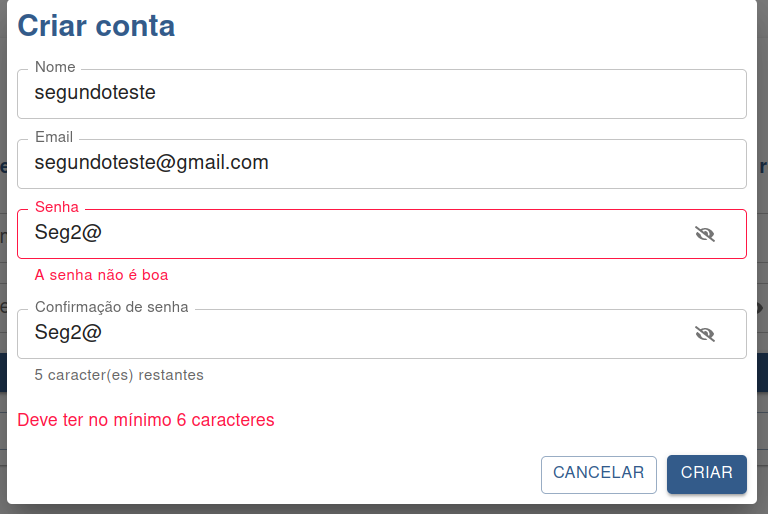 Criar conta
Nome
segundoteste
Email
segundoteste@gmail.com
Senha
Seg2@
A senha não é boa
Confirmação de senha
Seg2@
5 caracter(es) restantes
Deve ter no mínimo 6 caracteres
CANCELAR
CRIAR